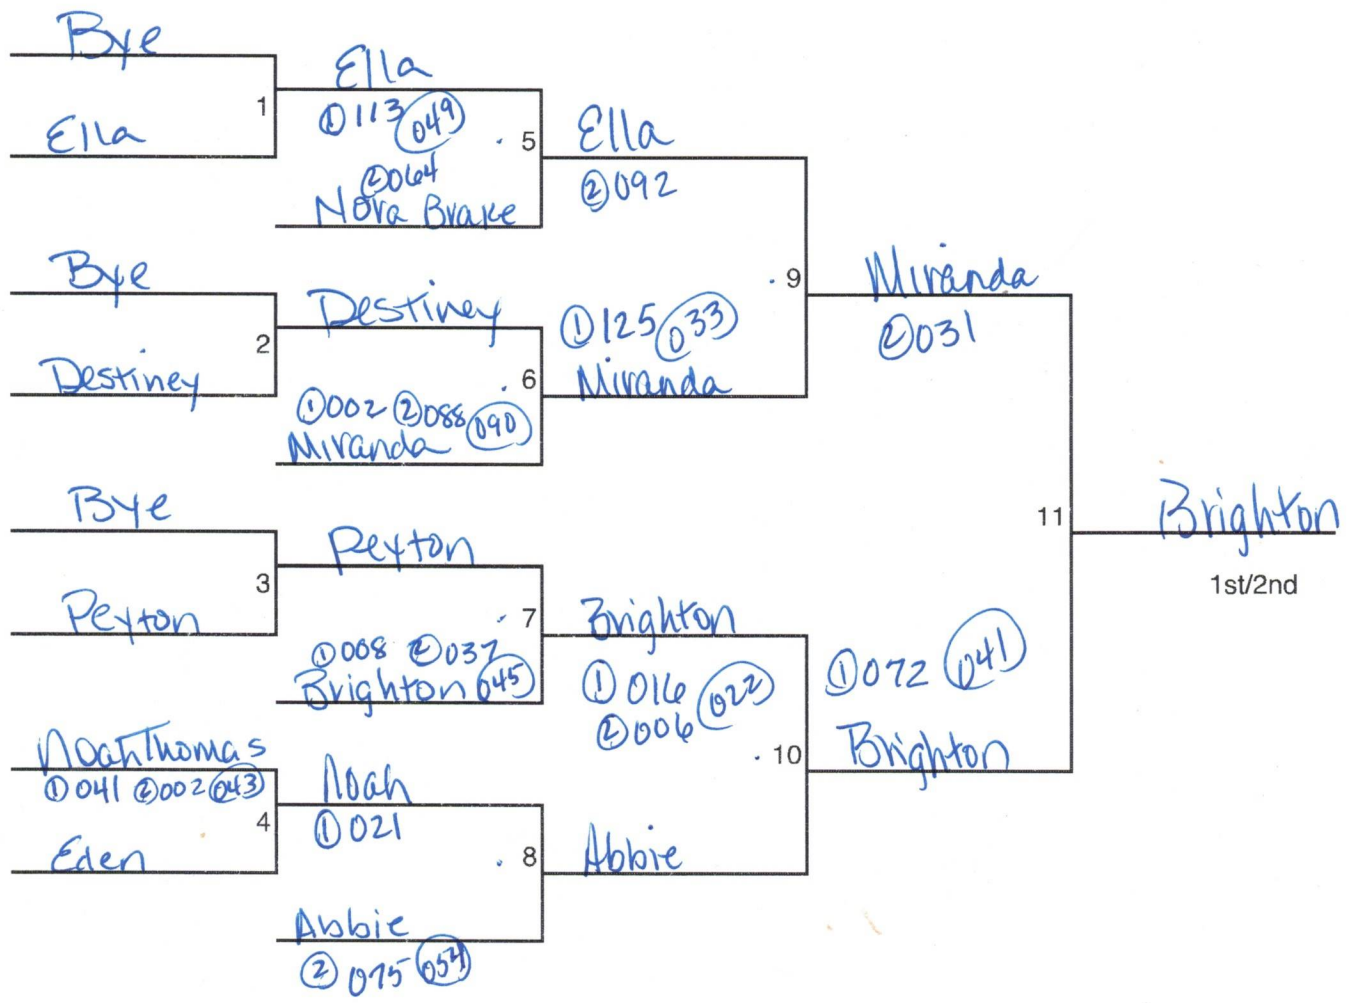 Bye
1
Ella
Ella
①113 049
②064
Nova Brake
5
Bye
2
Destiney
Destiney
①002 ②088 090
Miranda
6
Ella
②092
①125 033
Miranda
9
Bye
3
Peyton
Peyton
①008 ②037
Brighton 045
7
Noah Thomas
①041 ②002 043
4
Eden
Noah
①021
Abbie
②075 054
8
Brighton
①016
②006 022
Abbie
10
Miranda
②031
①072 041
Brighton
11
Brighton
1st/2nd